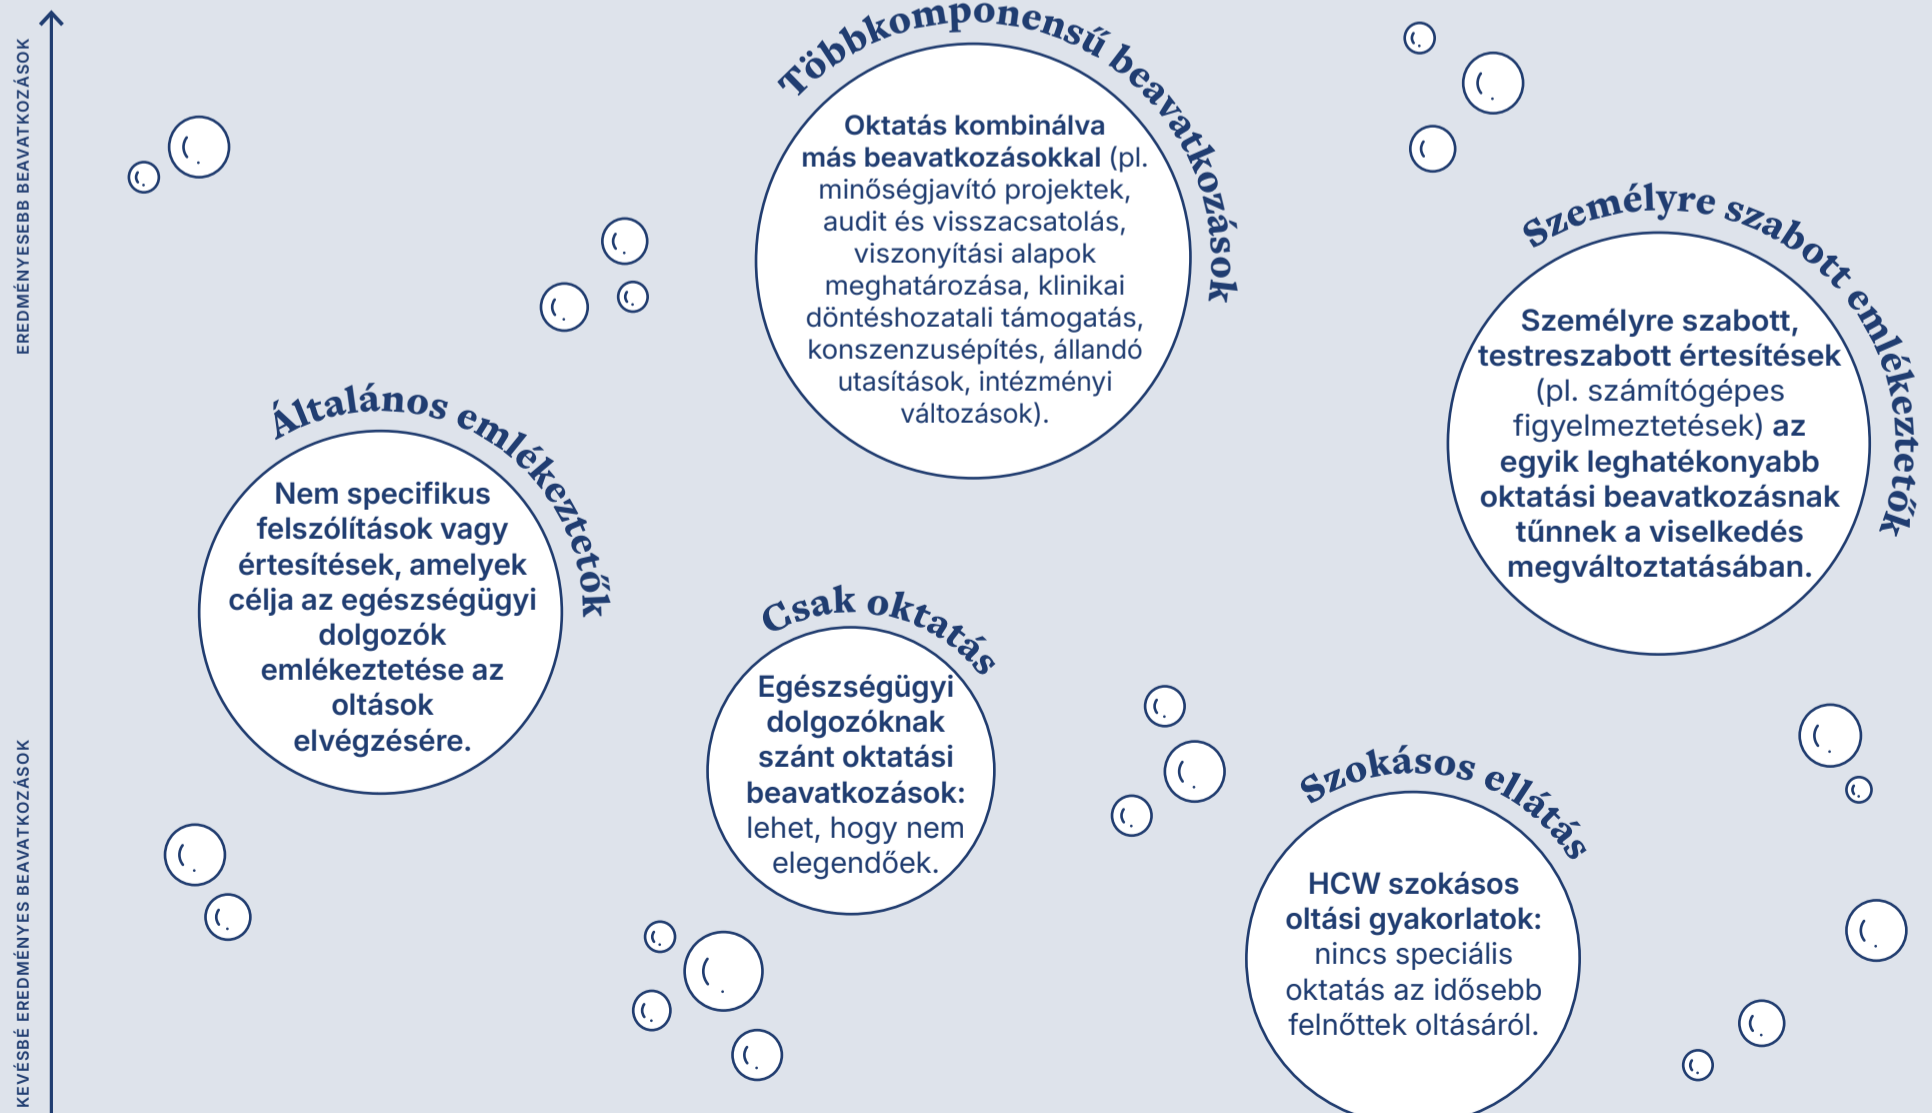 EREDMÉNYESEBB BEAVATKOZÁSOK
KEVÉSBÉ EREDMÉNYES BEAVATKOZÁSOK
Többkomponensű beavatkozások
Oktatás kombinálva
más beavatkozásokkal (pl.
minőségjavító projektek,
audit és visszacsatolás,
viszonyítási alapok
meghatározása, klinikai
döntéshozatali támogatás,
konszenzusépítés, állandó
utasítások, intézményi
változások).
Személyre szabott emlékeztetők
Személyre szabott,
testreszabott értesítések
(pl. számítógépes
figyelmeztetések) az
egyik leghatékonyabb
oktatási beavatkozásnak
tűnnek a viselkedés
megváltoztatásában.
Általános emlékeztetők
Nem specifikus
felszólítások vagy
értesítések, amelyek
célja az egészségügyi
dolgozók
emlékeztetése az
oltások
elvégzésére.
Csak oktatás
Egészségügyi
dolgozóknak
szánt oktatási
beavatkozások:
lehet, hogy nem
elegendőek.
Szokásos ellátás
HCW szokásos
oltási gyakorlatok:
nincs speciális
oktatás az idősebb
felnőttek oltásáról.